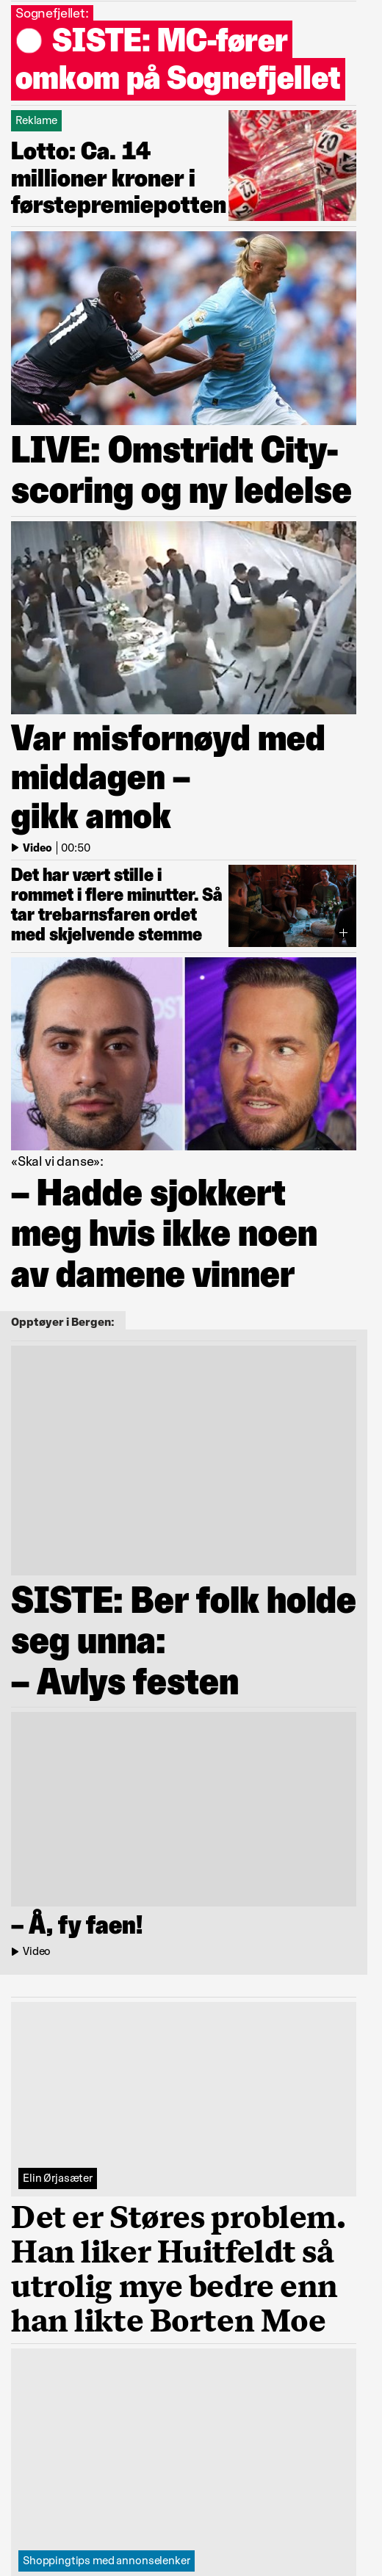 Sognefjellet:
SISTE: MC-fører
omkom på Sognefjellet
Reklame
Lotto: Ca. 14
millioner kroner i
førstepremiepotten
20
13
LIVE: Omstridt City-
scoring og ny ledelse
Var misfornøyd med
middagen –
gikk amok
Video | 00:50
Det har vært stille i
rommet i flere minutter. Så
tar trebarnsfaren ordet
med skjelvende stemme
«Skal vi danse»:
– Hadde sjokkert
meg hvis ikke noen
av damene vinner
Opptøyer i Bergen:
SISTE: Ber folk holde
seg unna:
– Avlys festen
– Å, fy faen!
Video
Elin Ørjasæter
Det er Støres problem.
Han liker Huitfeldt så
utrolig mye bedre enn
han likte Borten Moe
Shoppingtips med annonselenker